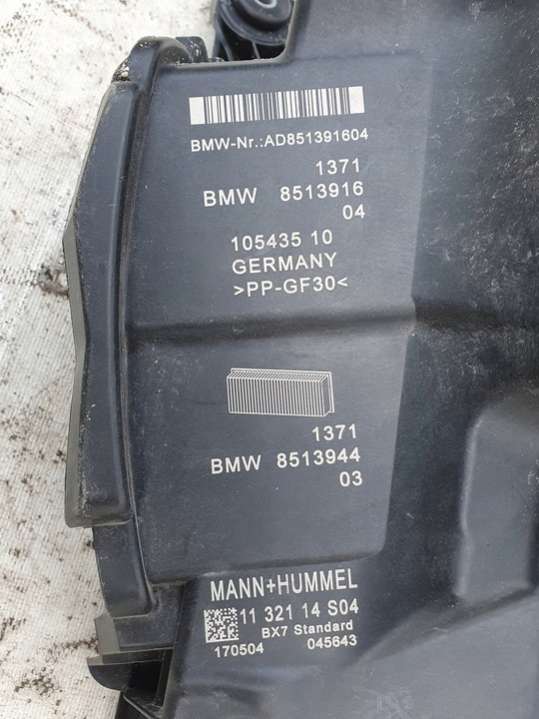 BMW-Nr.:AD851391604
1371
BMW 8513916
04
105435 10
GERMANY
>PP-GF30<
1371
BMW 8513944
03
MANN+HUMMEL
11 321 14 S04
BX7 Standard
170504 045643